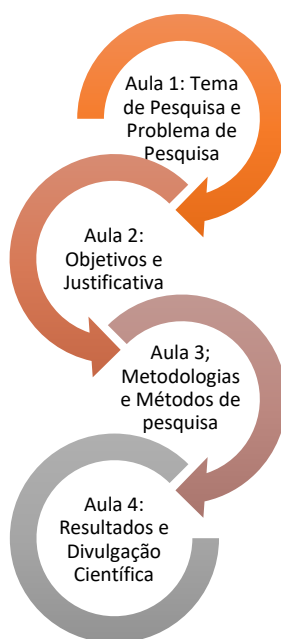 Aula 1: Tema
de Pesquisa e
Problema de
Pesquisa
Aula 2:
Objetivos e
Justificativa
Aula 3;
Metodologias
e Métodos de
pesquisa
Aula 4:
Resultados e
Divulgação
Científica